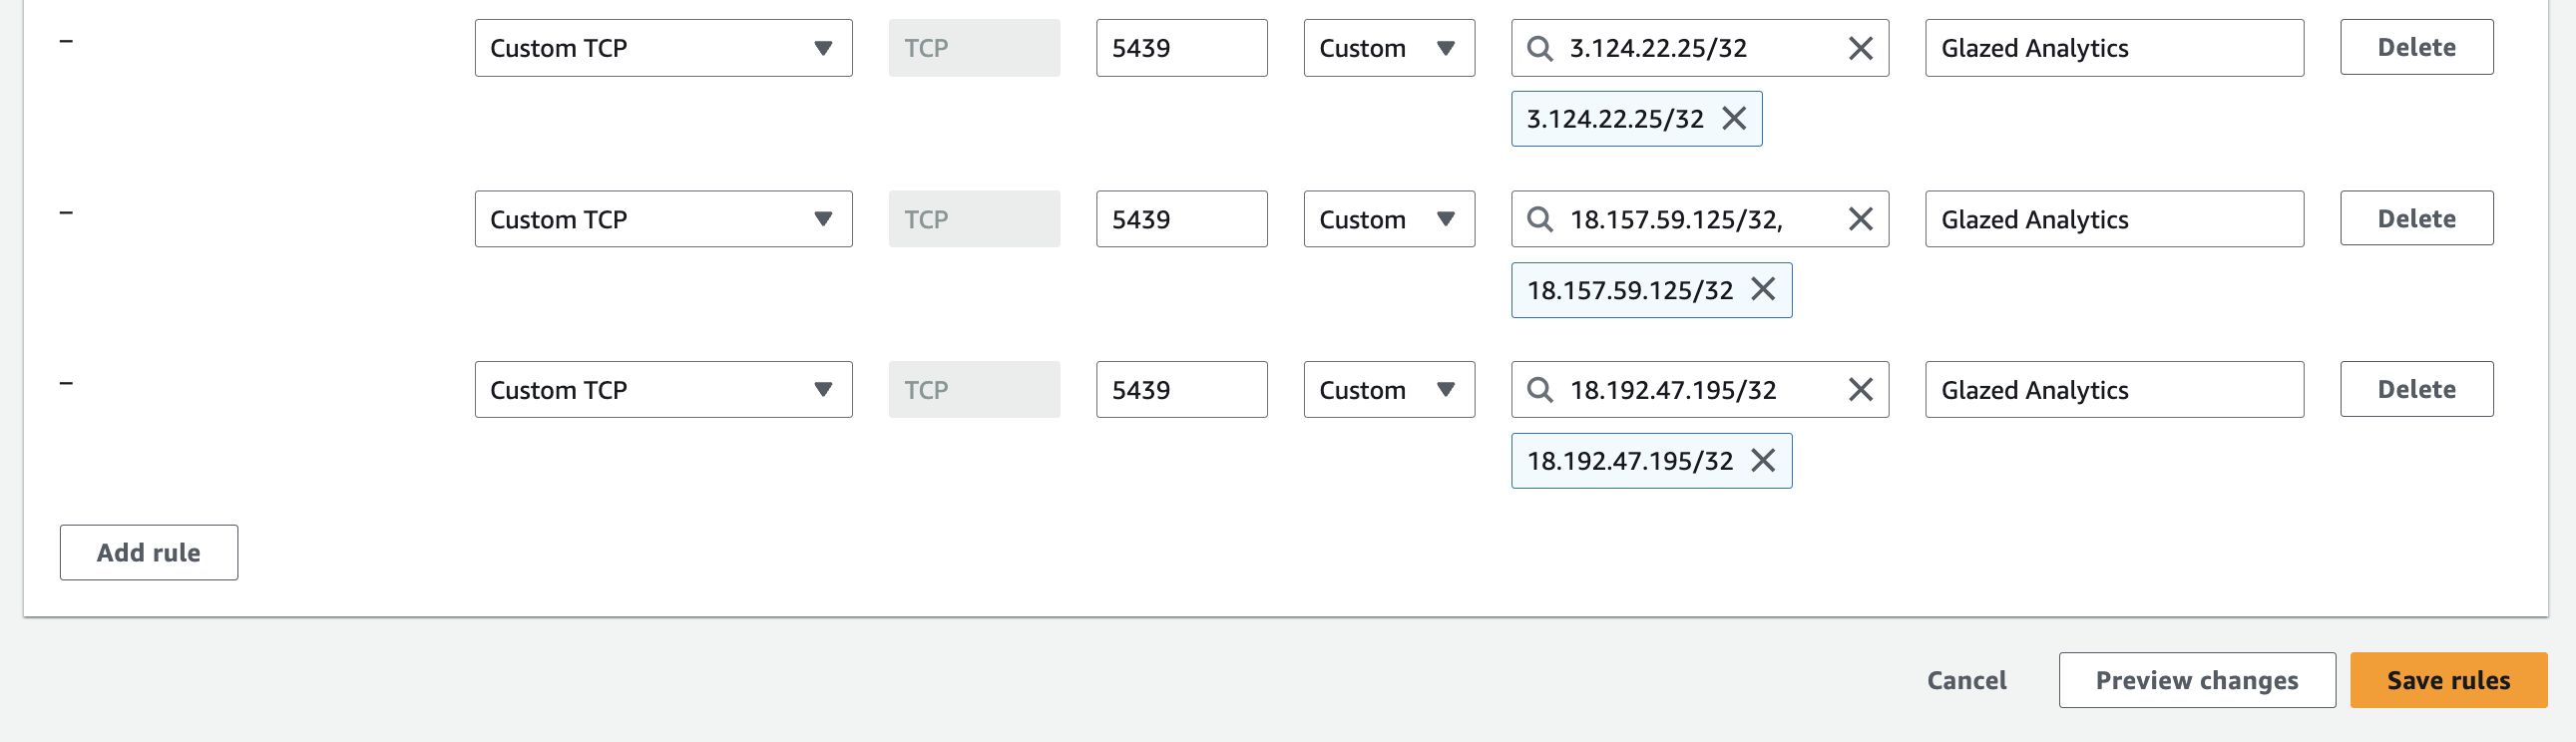 – Custom TCP TCP 5439 Custom 3.124.22.25/32 Glazed Analytics Delete
3.124.22.25/32
– Custom TCP TCP 5439 Custom 18.157.59.125/32, Glazed Analytics Delete
18.157.59.125/32
– Custom TCP TCP 5439 Custom 18.192.47.195/32 Glazed Analytics Delete
18.192.47.195/32
Add rule
Cancel Preview changes Save rules